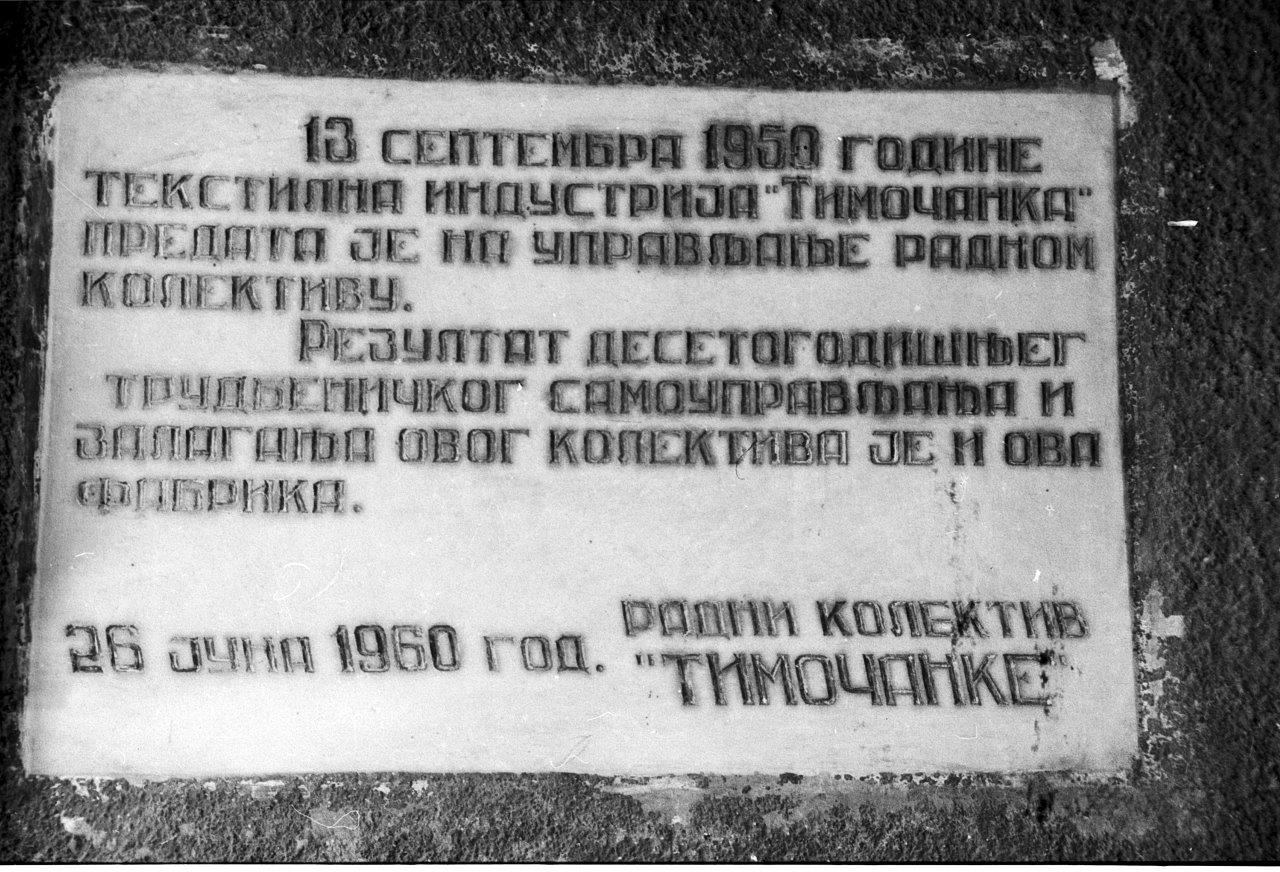 13 СЕПТЕМБРА 1950 ГОДИНЕ
ТЕКСТИЛНА ИНДУСТРИЈА "ТИМОЧАНКА"
ПРЕДАТА ЈЕ НА УПРАВЉАЊЕ РАДНОМ
КОЛЕКТИВУ.
РЕЗУЛТАТ ДЕСЕТОГОДИШЊЕГ
ТРУДБЕНИЧКОГ САМОУПРАВЉАЊА И
ЗАЛАГАЊА ОВОГ КОЛЕКТИВА ЈЕ И ОВА
ФАБРИКА.
РАДНИ КОЛЕКТИВ
26 ЈУНА 1960 ГОД. "ТИМОЧАНКЕ"